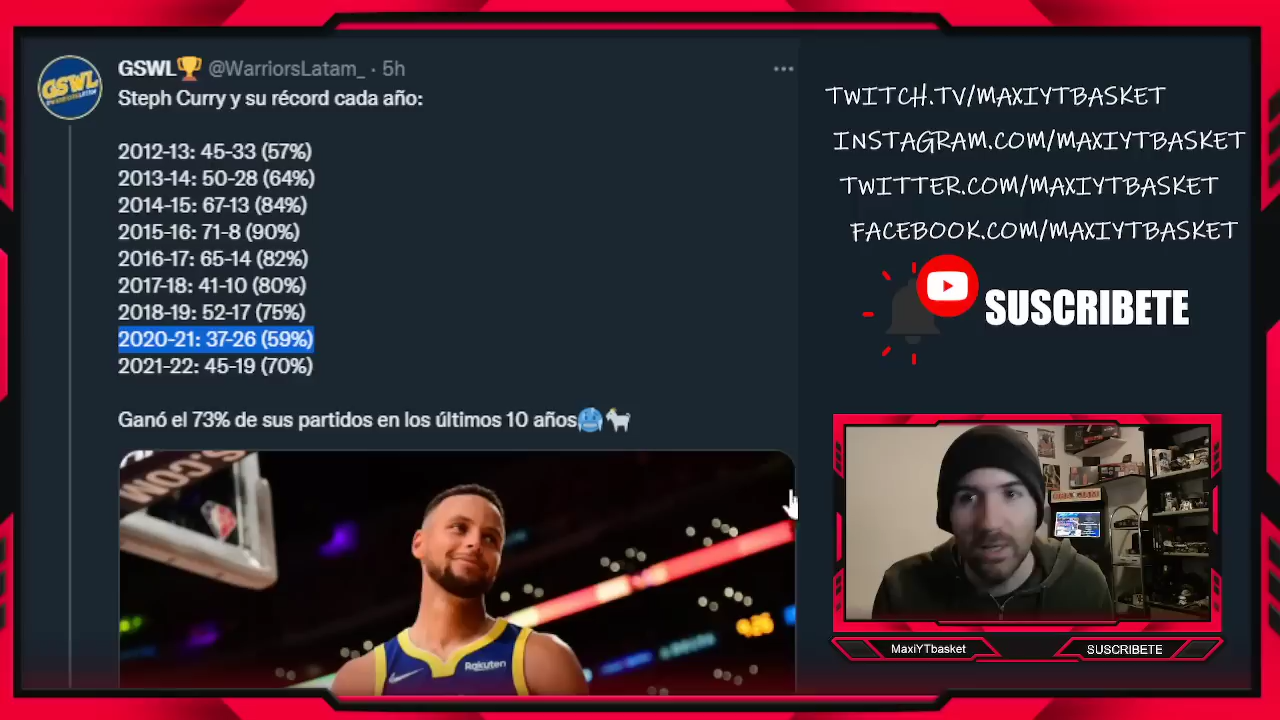 GSWL🏆 @WarriorsLatam_ · 5h
Steph Curry y su récord cada año:
2012-13: 45-33 (57%)
2013-14: 50-28 (64%)
2014-15: 67-13 (84%)
2015-16: 71-8 (90%)
2016-17: 65-14 (82%)
2017-18: 41-10 (80%)
2018-19: 52-17 (75%)
2020-21: 37-26 (59%)
2021-22: 45-19 (70%)
Ganó el 73% de sus partidos en los últimos 10 años🥶🐐
GSWL
S.COM
Rakuten
TWITCH.TV/MAXIYTBASKET
INSTAGRAM.COM/MAXIYTBASKET
TWITTER.COM/MAXIYTBASKET
FACEBOOK.COM/MAXIYTBASKET
SUSCRIBETE
MaxiYTbasket
SUSCRIBETE